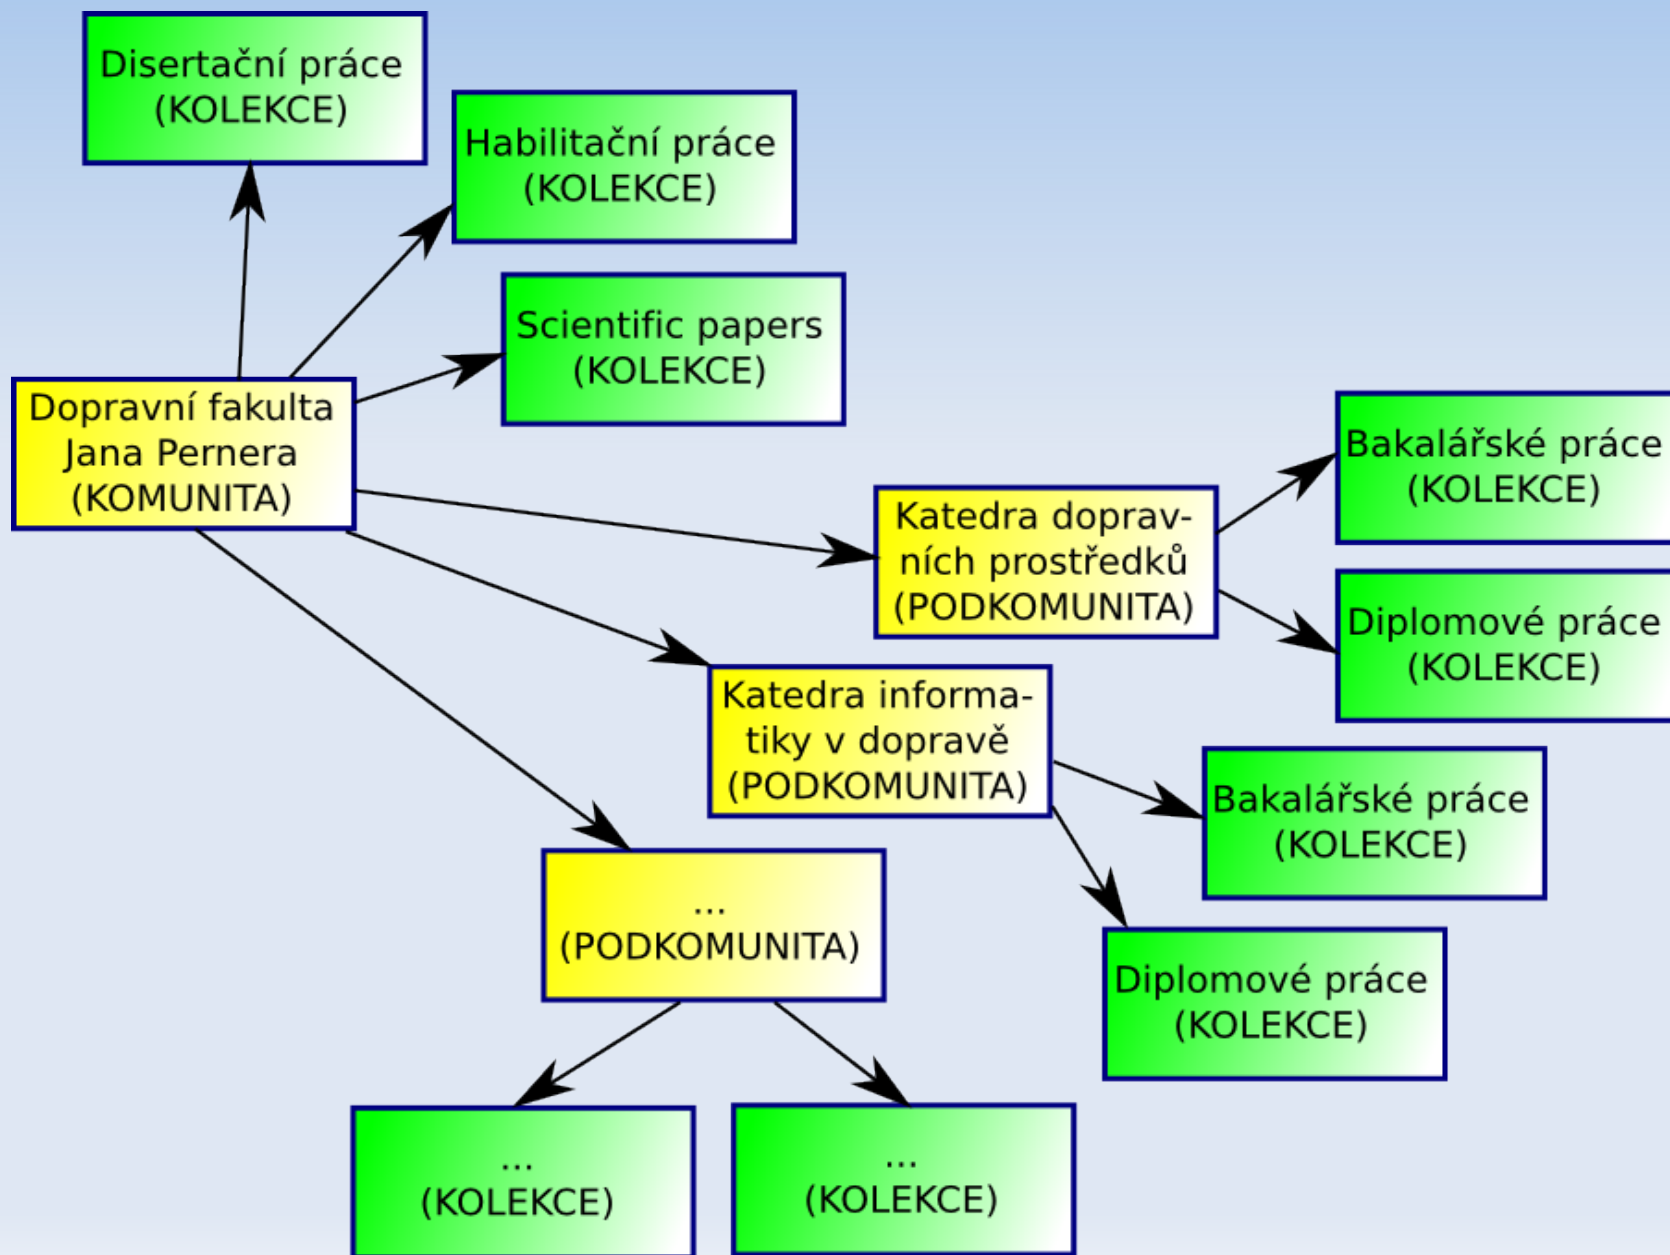 Disertační práce
(KOLEKCE)
Habilitační práce
(KOLEKCE)
Scientific papers
(KOLEKCE)
Dopravní fakulta
Jana Pernera
(KOMUNITA)
Katedra doprav-
ních prostředků
(PODKOMUNITA)
Bakalářské práce
(KOLEKCE)
Diplomové práce
(KOLEKCE)
Katedra informa-
tiky v dopravě
(PODKOMUNITA)
Bakalářské práce
(KOLEKCE)
Diplomové práce
(KOLEKCE)
...
(PODKOMUNITA)
...
(KOLEKCE)
...
(KOLEKCE)